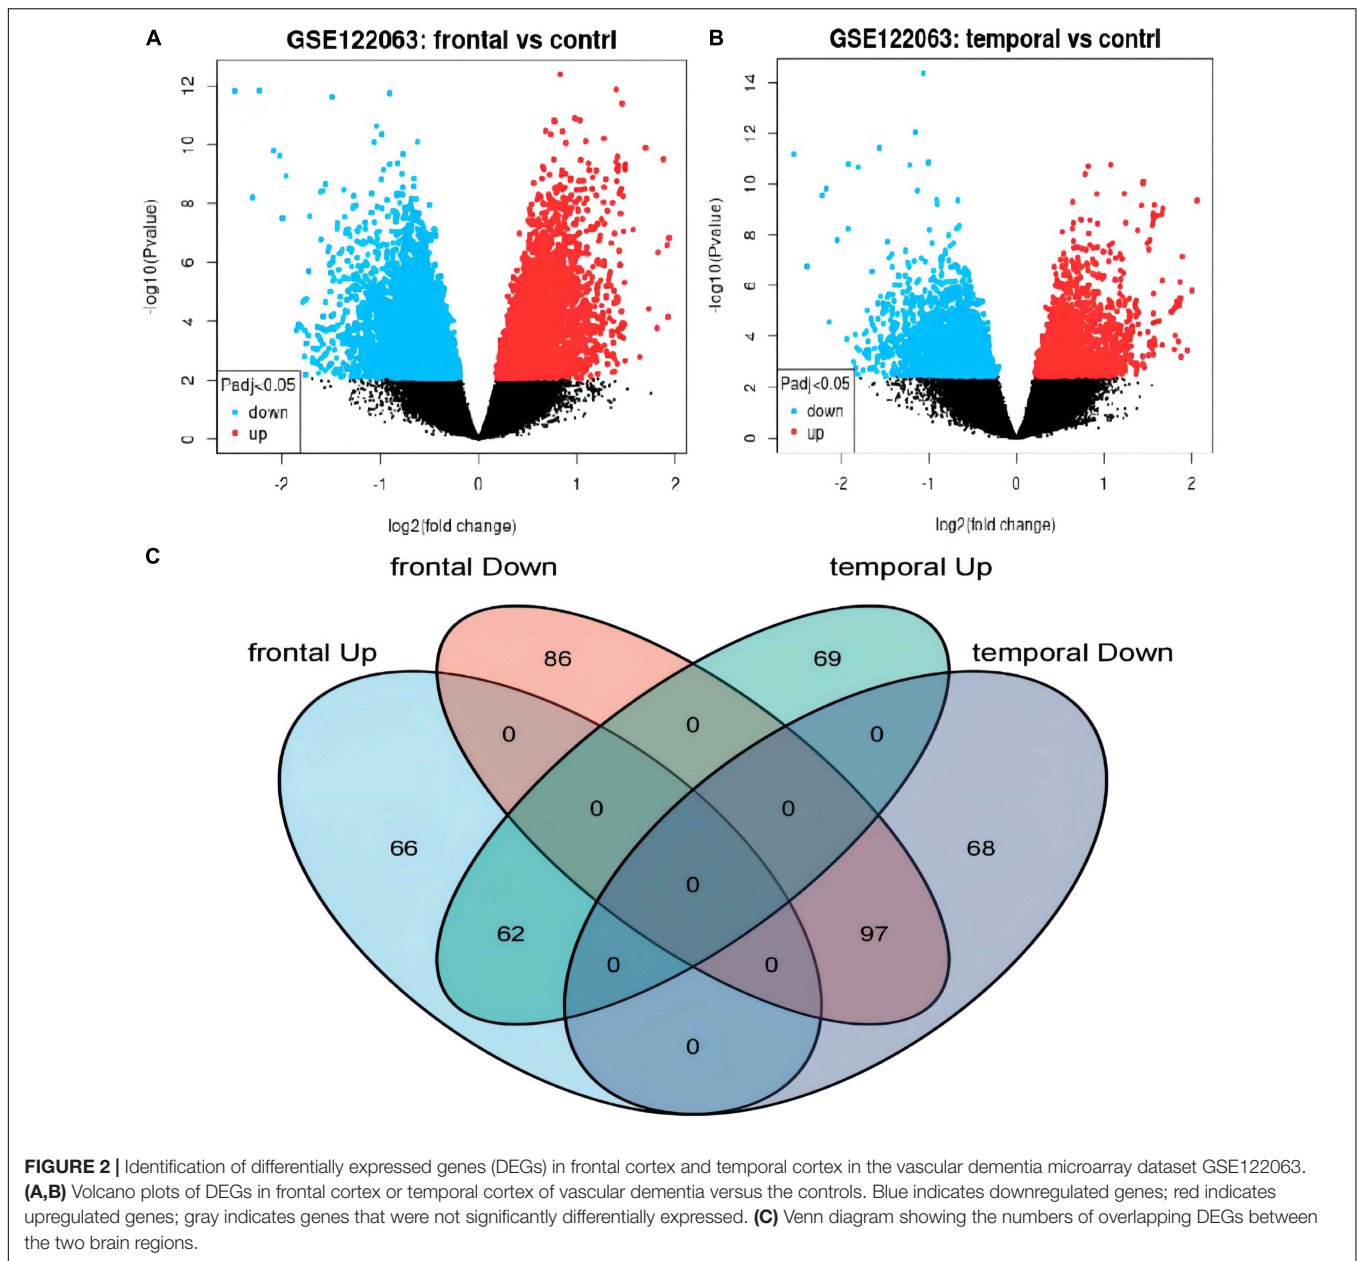 A
GSE122063: frontal vs contrl
-log10(Pvalue)
12
10
8
6
4
2
0
Padj<0.05
down
up
-2
-1
0
1
2
log2(fold change)
B
GSE122063: temporal vs contrl
-log10(Pvalue)
14
12
10
8
6
4
2
0
Padj<0.05
down
up
-2
-1
0
1
2
log2(fold change)
C
frontal Down
temporal Up
frontal Up
temporal Down
86
69
0
0
0
0
0
66
68
0
62
97
0
0
0
FIGURE 2 | Identification of differentially expressed genes (DEGs) in frontal cortex and temporal cortex in the vascular dementia microarray dataset GSE122063.
(A,B) Volcano plots of DEGs in frontal cortex or temporal cortex of vascular dementia versus the controls. Blue indicates downregulated genes; red indicates
upregulated genes; gray indicates genes that were not significantly differentially expressed. (C) Venn diagram showing the numbers of overlapping DEGs between
the two brain regions.